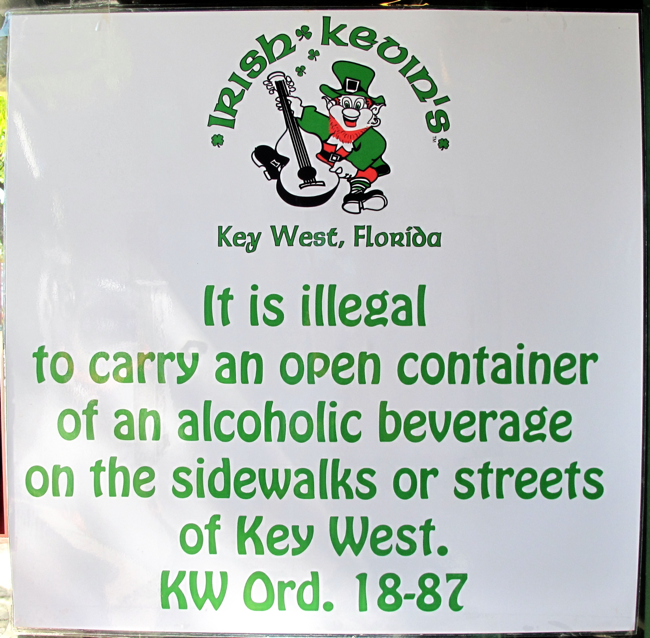 Irish Kevin's
Key West, Florida
It is illegal
to carry an open container
of an alcoholic beverage
on the sidewalks or streets
of Key West.
KW Ord. 18-87